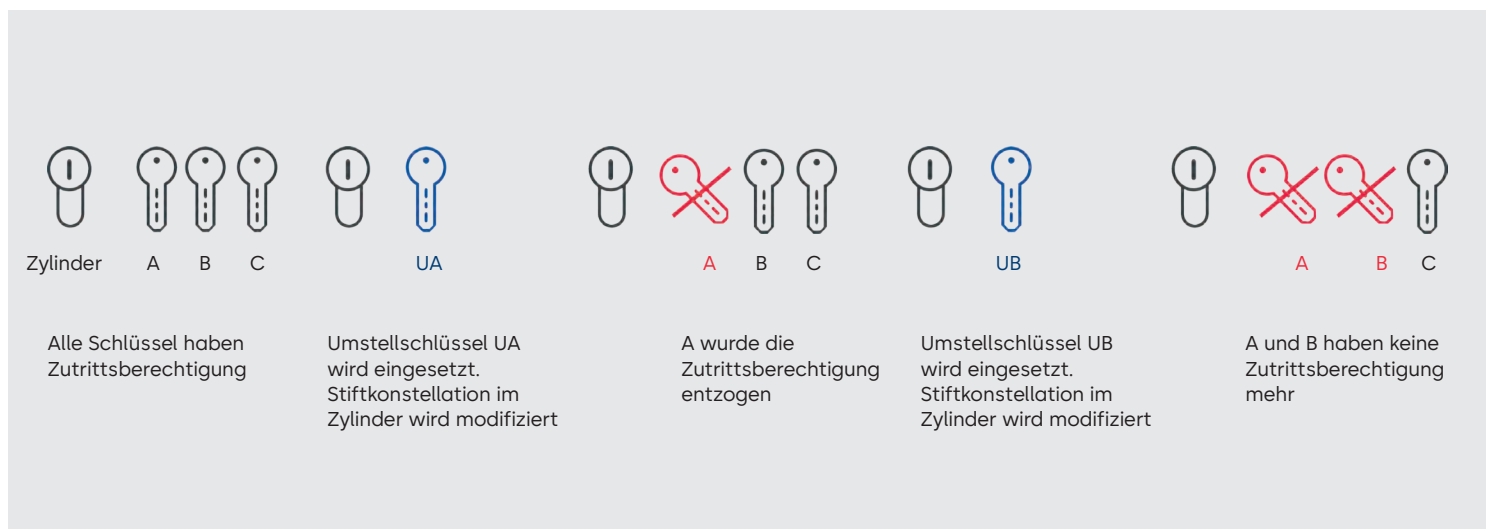 Zylinder A B C UA A B C UB A B C
Alle Schlüssel haben
Zutrittsberechtigung
Umstellschlüssel UA
wird eingesetzt.
Stiftkonstellation im
Zylinder wird modifiziert
A wurde die
Zutrittsberechtigung
entzogen
Umstellschlüssel UB
wird eingesetzt.
Stiftkonstellation im
Zylinder wird modifiziert
A und B haben keine
Zutrittsberechtigung
mehr